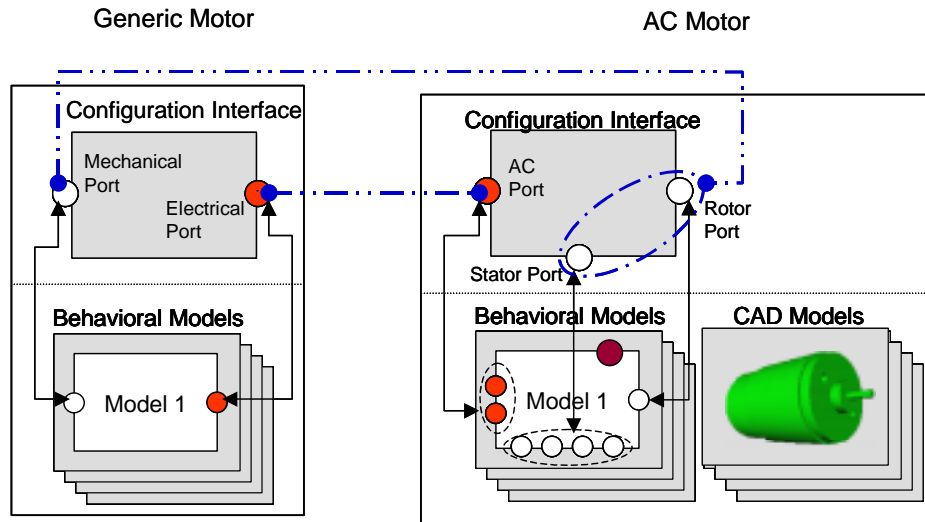 Generic Motor
AC Motor
Configuration Interface
Mechanical
Port
Electrical
Port
Behavioral Models
Model 1
Configuration Interface
AC
Port
Rotor
Port
Stator Port
Behavioral Models
Model 1
CAD Models